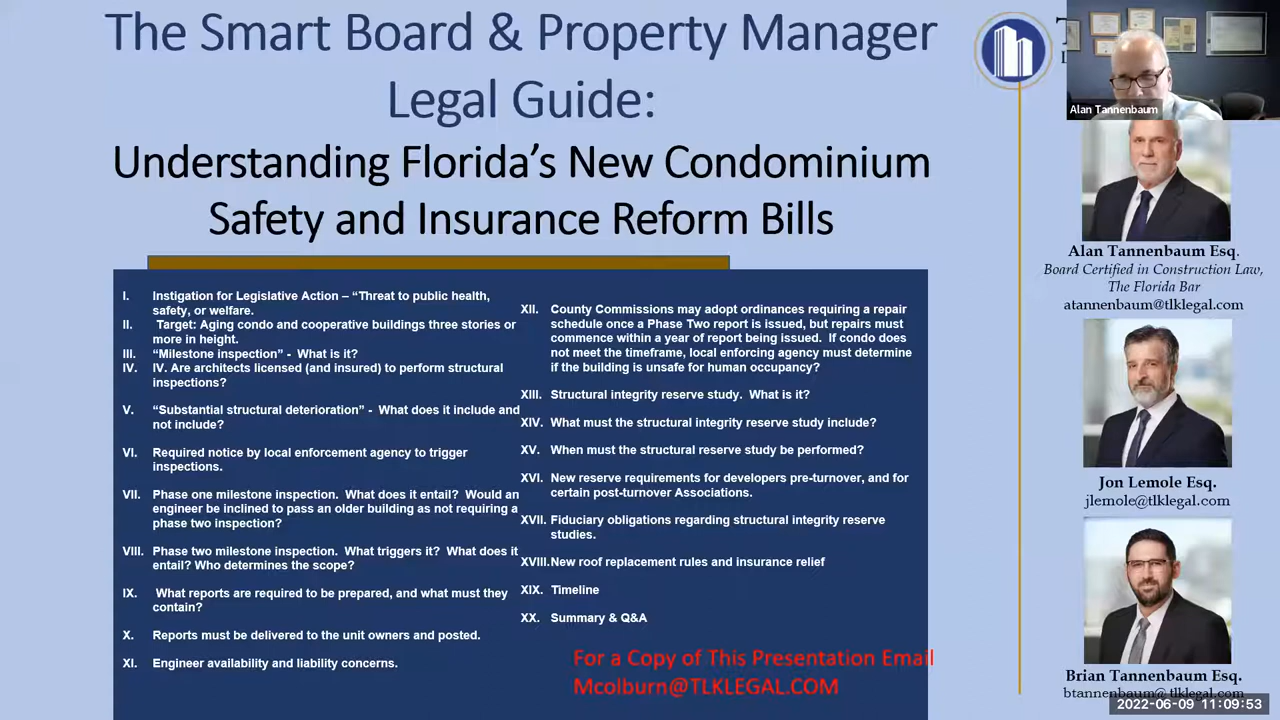 The Smart Board & Property Manager
Legal Guide:
Understanding Florida's New Condominium
Safety and Insurance Reform Bills
I. Instigation for Legislative Action – “Threat to public health,
safety, or welfare.
II. Target: Aging condo and cooperative buildings three stories or
more in height.
III. “Milestone inspection” - What is it?
IV. IV. Are architects licensed (and insured) to perform structural
inspections?
V. “Substantial structural deterioration” - What does it include and
not include?
VI. Required notice by local enforcement agency to trigger
inspections.
VII. Phase one milestone inspection. What does it entail? Would an
engineer be inclined to pass an older building as not requiring a
phase two inspection?
VIII. Phase two milestone inspection. What triggers it? What does it
entail? Who determines the scope?
IX. What reports are required to be prepared, and what must they
contain?
X. Reports must be delivered to the unit owners and posted.
XI. Engineer availability and liability concerns.
XII. County Commissions may adopt ordinances requiring a repair
schedule once a Phase Two report is issued, but repairs must
commence within a year of report being issued. If condo does
not meet the timeframe, local enforcing agency must determine
if the building is unsafe for human occupancy?
XIII. Structural integrity reserve study. What is it?
XIV. What must the structural integrity reserve study include?
XV. When must the structural reserve study be performed?
XVI. New reserve requirements for developers pre-turnover, and for
certain post-turnover Associations.
XVII. Fiduciary obligations regarding structural integrity reserve
studies.
XVIII. New roof replacement rules and insurance relief
XIX. Timeline
XX. Summary & Q&A
For a Copy of This Presentation Email
Mcolburn@TLKLEGAL.COM
Alan Tannenbaum
Alan Tannenbaum Esq.
Board Certified in Construction Law,
The Florida Bar
atannenbaum@tlklegal.com
Jon Lemole Esq.
jlemole@tlklegal.com
Brian Tannenbaum Esq.
btannenbaum@tlklegal.com
2022-06-09 11:09:53